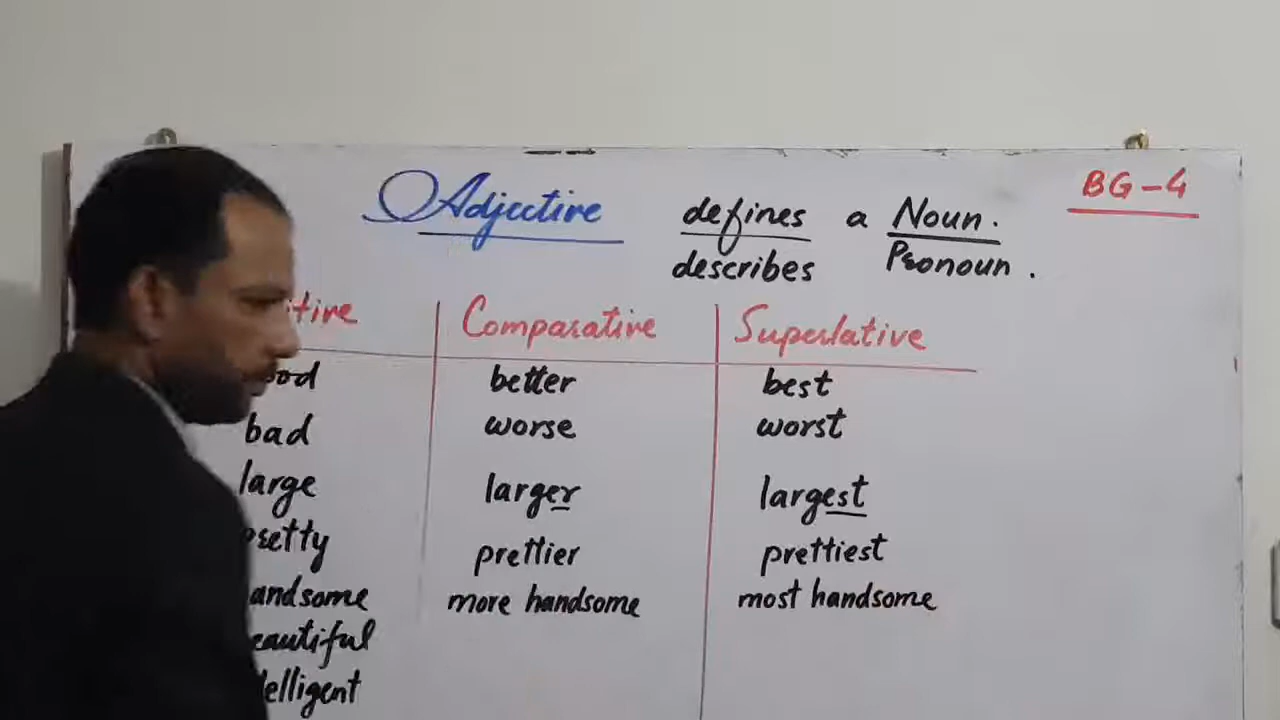 BG-4
Adjective defines a Noun.
describes Pronoun.
Comparative Superlative
better best
bad worse worst
large larger largest
pretty prettier prettiest
more handsome most handsome